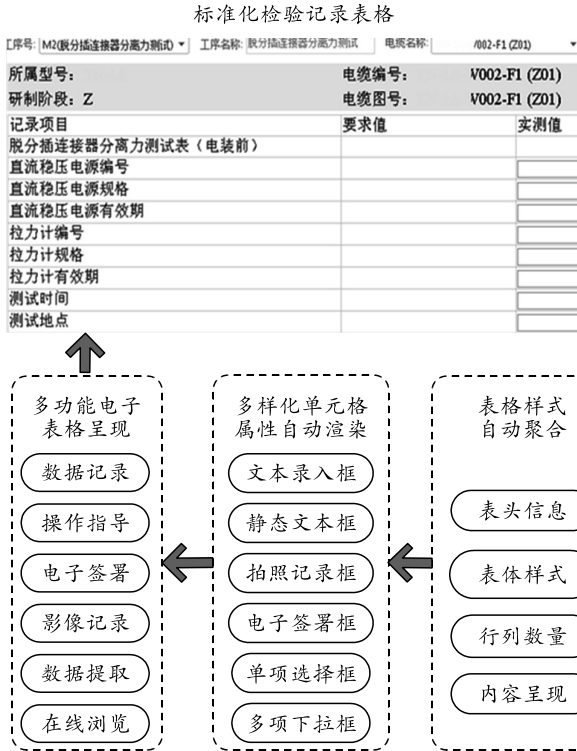 标准化检验记录表格
工序号: M2(脱分插连接器分离力测试) 工序名称: 脱分插连接器分离力测试 电缆名称: /002-F1 (Z01)
所属型号： 电缆编号： V002-F1 (Z01)
研制阶段：Z 电缆图号： V002-F1 (Z01)
记录项目 要求值 实测值
脱分插连接器分离力测试表（电装前）
直流稳压电源编号
直流稳压电源规格
直流稳压电源有效期
拉力计编号
拉力计规格
拉力计有效期
测试时间
测试地点
多功能电子
表格呈现
数据记录
操作指导
电子签署
影像记录
数据提取
在线浏览
多样化单元格
属性自动渲染
文本录入框
静态文本框
拍照记录框
电子签署框
单项选择框
多项下拉框
表格样式
自动聚合
表头信息
表体样式
行列数量
内容呈现